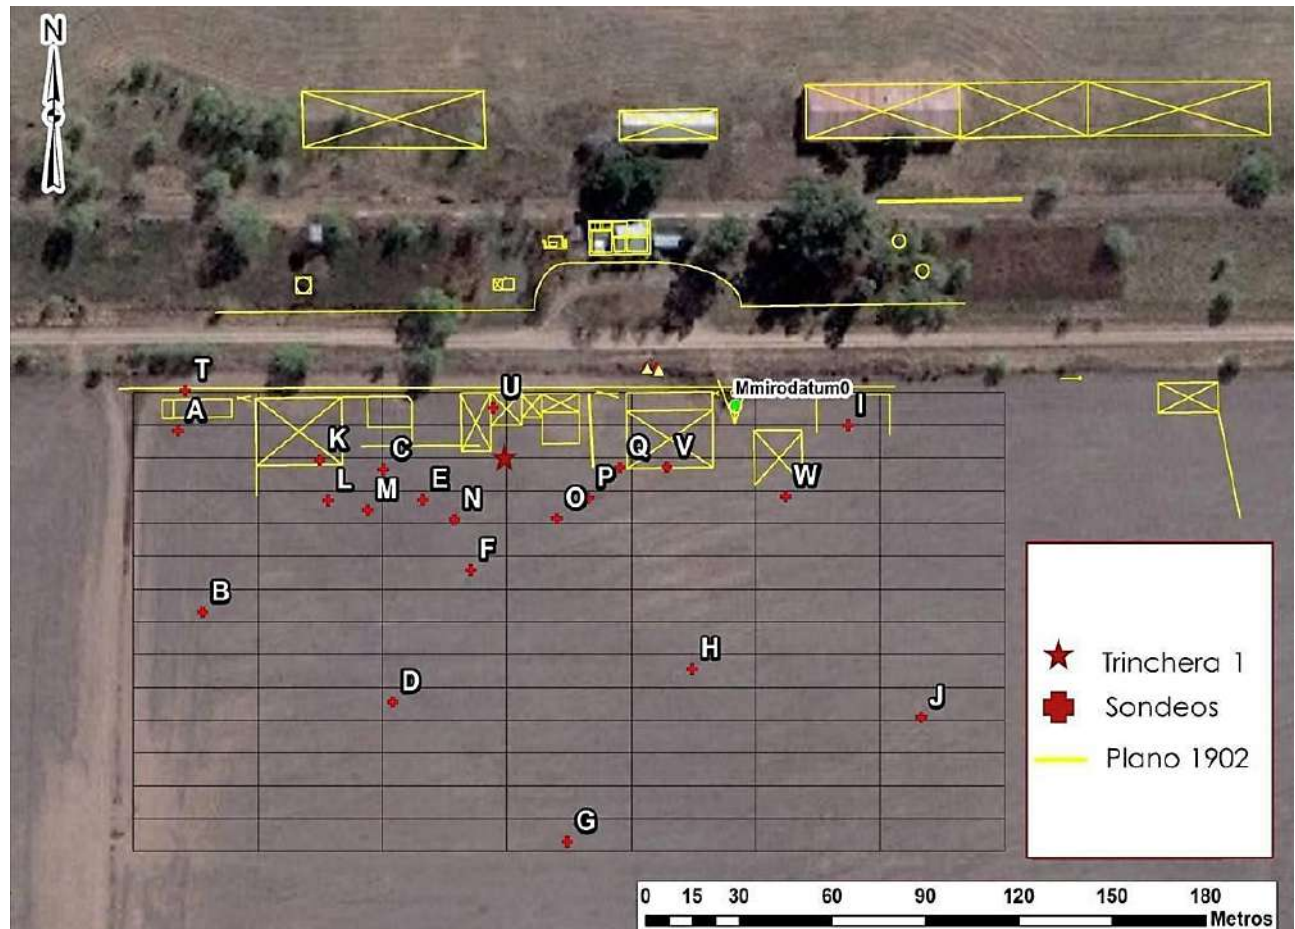 N
T
U
Mmirodatum0
A
I
K
C
Q
V
L
M
E
N
O
P
W
F
B
H
D
J
G
Trinchera 1
Sondeos
Plano 1902
0 15 30 60 90 120 150 180
Metros